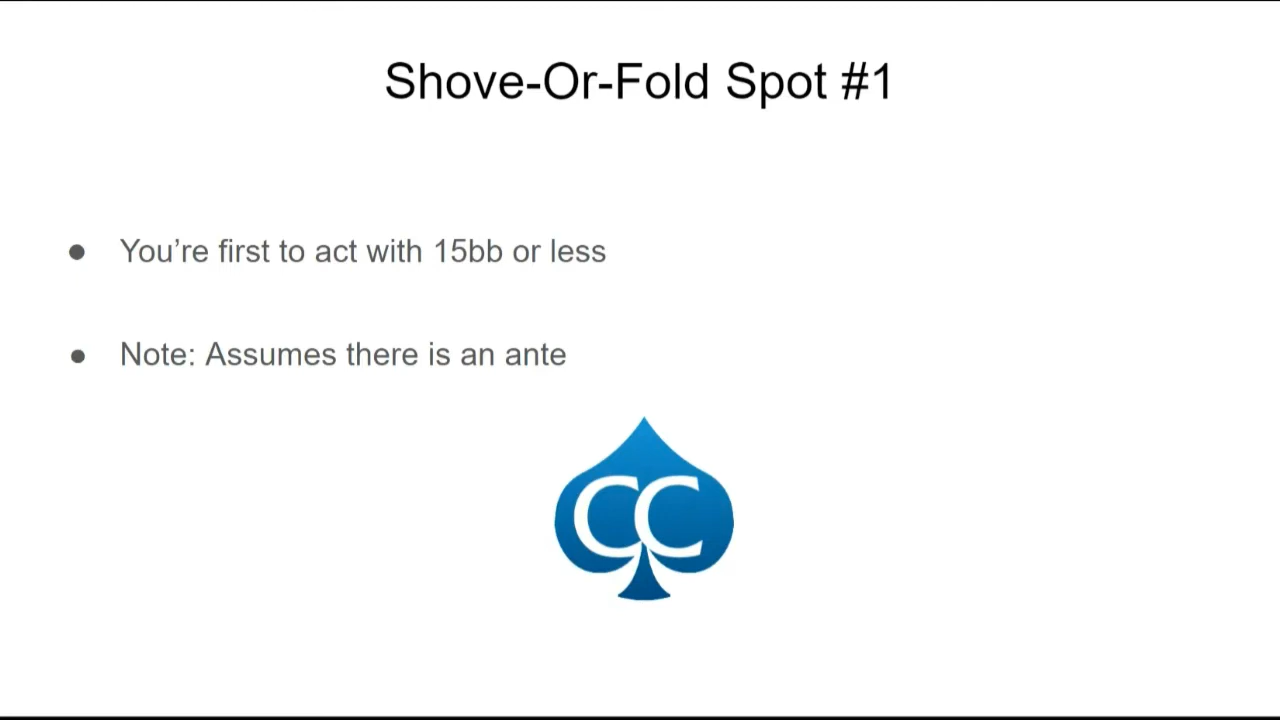 Shove-Or-Fold Spot #1
● You’re first to act with 15bb or less
● Note: Assumes there is an ante
CC